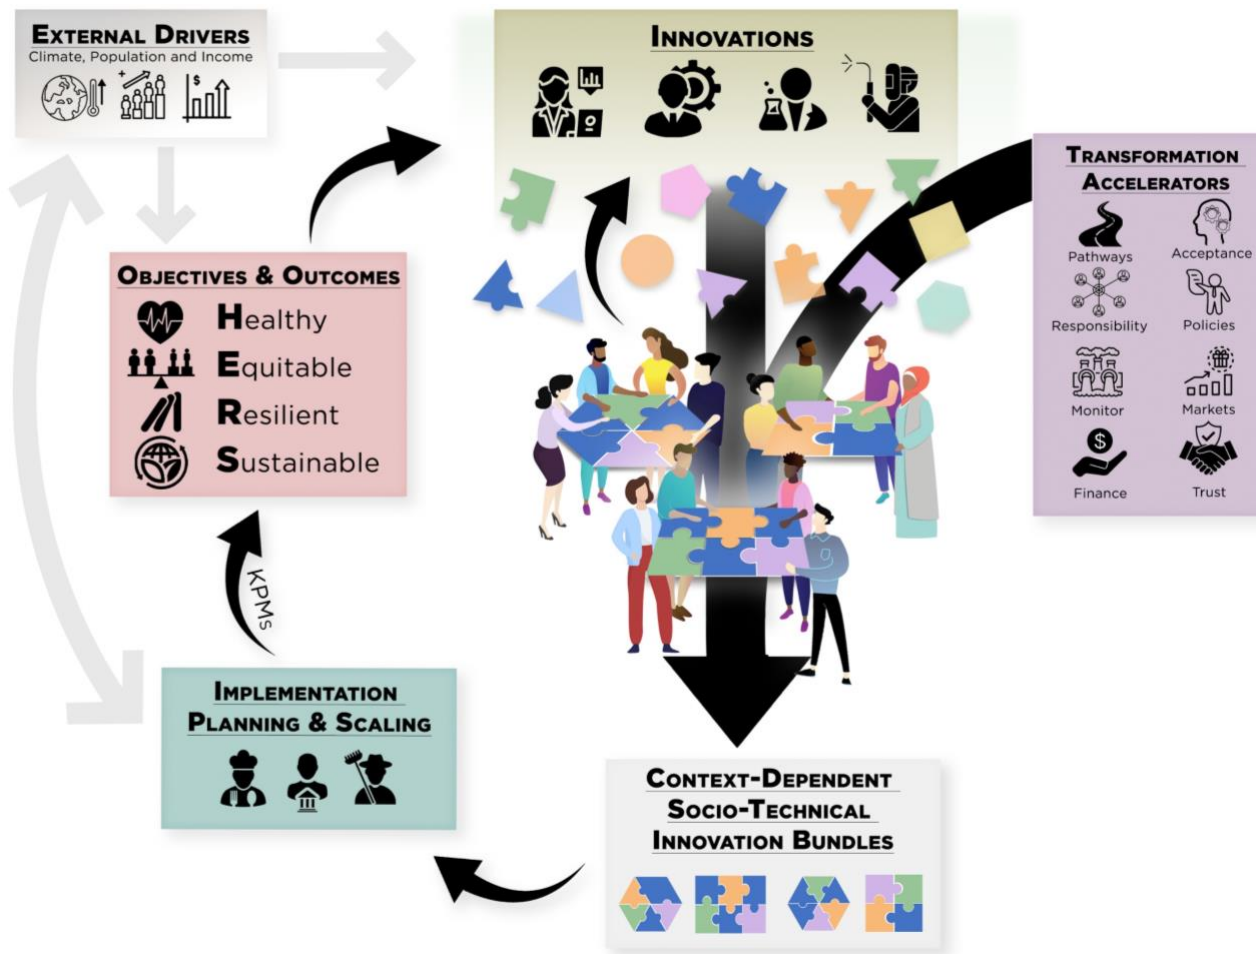 EXTERNAL DRIVERS
Climate, Population and Income
+
$
INNOVATIONS
TRANSFORMATION
ACCELERATORS
Pathways
Acceptance
Responsibility
Policies
Monitor
Markets
$
Finance
Trust
OBJECTIVES & OUTCOMES
Healthy
Equitable
Resilient
Sustainable
KPMs
IMPLEMENTATION
PLANNING & SCALING
CONTEXT-DEPENDENT
SOCIO-TECHNICAL
INNOVATION BUNDLES